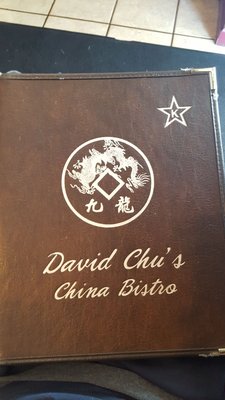 K
九龍
David Chu's
China Bistro